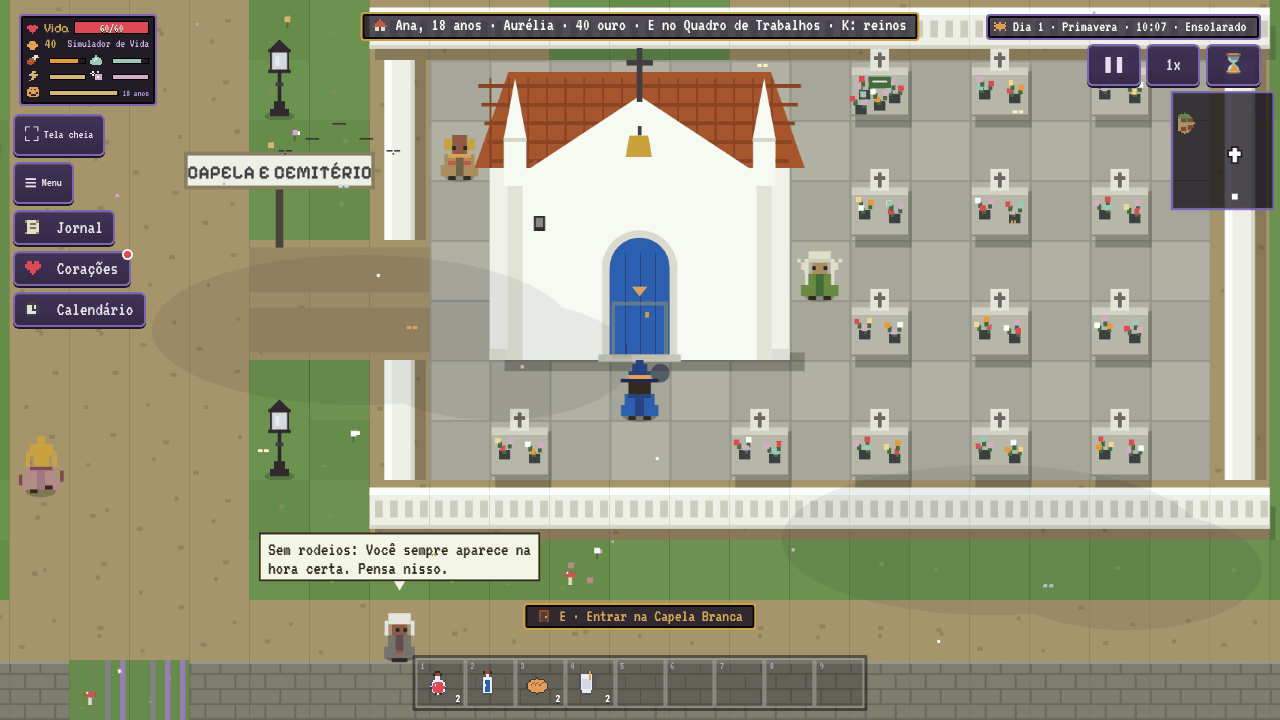 Vida 60/60
40 Simulador de Vida
18 anos
Ana, 18 anos · Aurélia · 40 ouro · E no Quadro de Trabalhos · K: reinos
Dia 1 · Primavera · 10:07 · Ensolarado
1x
Tela cheia
Menu
Jornal
Corações
Calendário
CAPELA E CEMITÉRIO
Sem rodeios: Você sempre aparece na
hora certa. Pensa nisso.
E · Entrar na Capela Branca
1 2 3 4 5 6 7 8 9
2 2 2